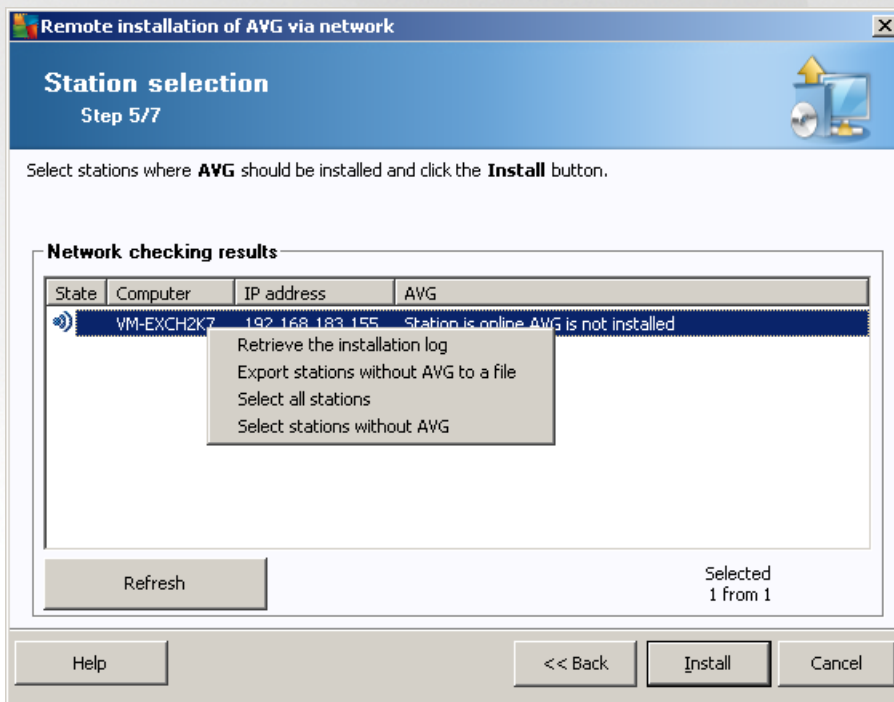 Remote installation of AVG via network
Station selection
Step 5/7
Select stations where AVG should be installed and click the Install button.
Network checking results
State Computer IP address AVG
VM-EXCH2K7 192.168.183.155 Station is online AVG is not installed
Retrieve the installation log
Export stations without AVG to a file
Select all stations
Select stations without AVG
Refresh
Selected
1 from 1
Help << Back Install Cancel